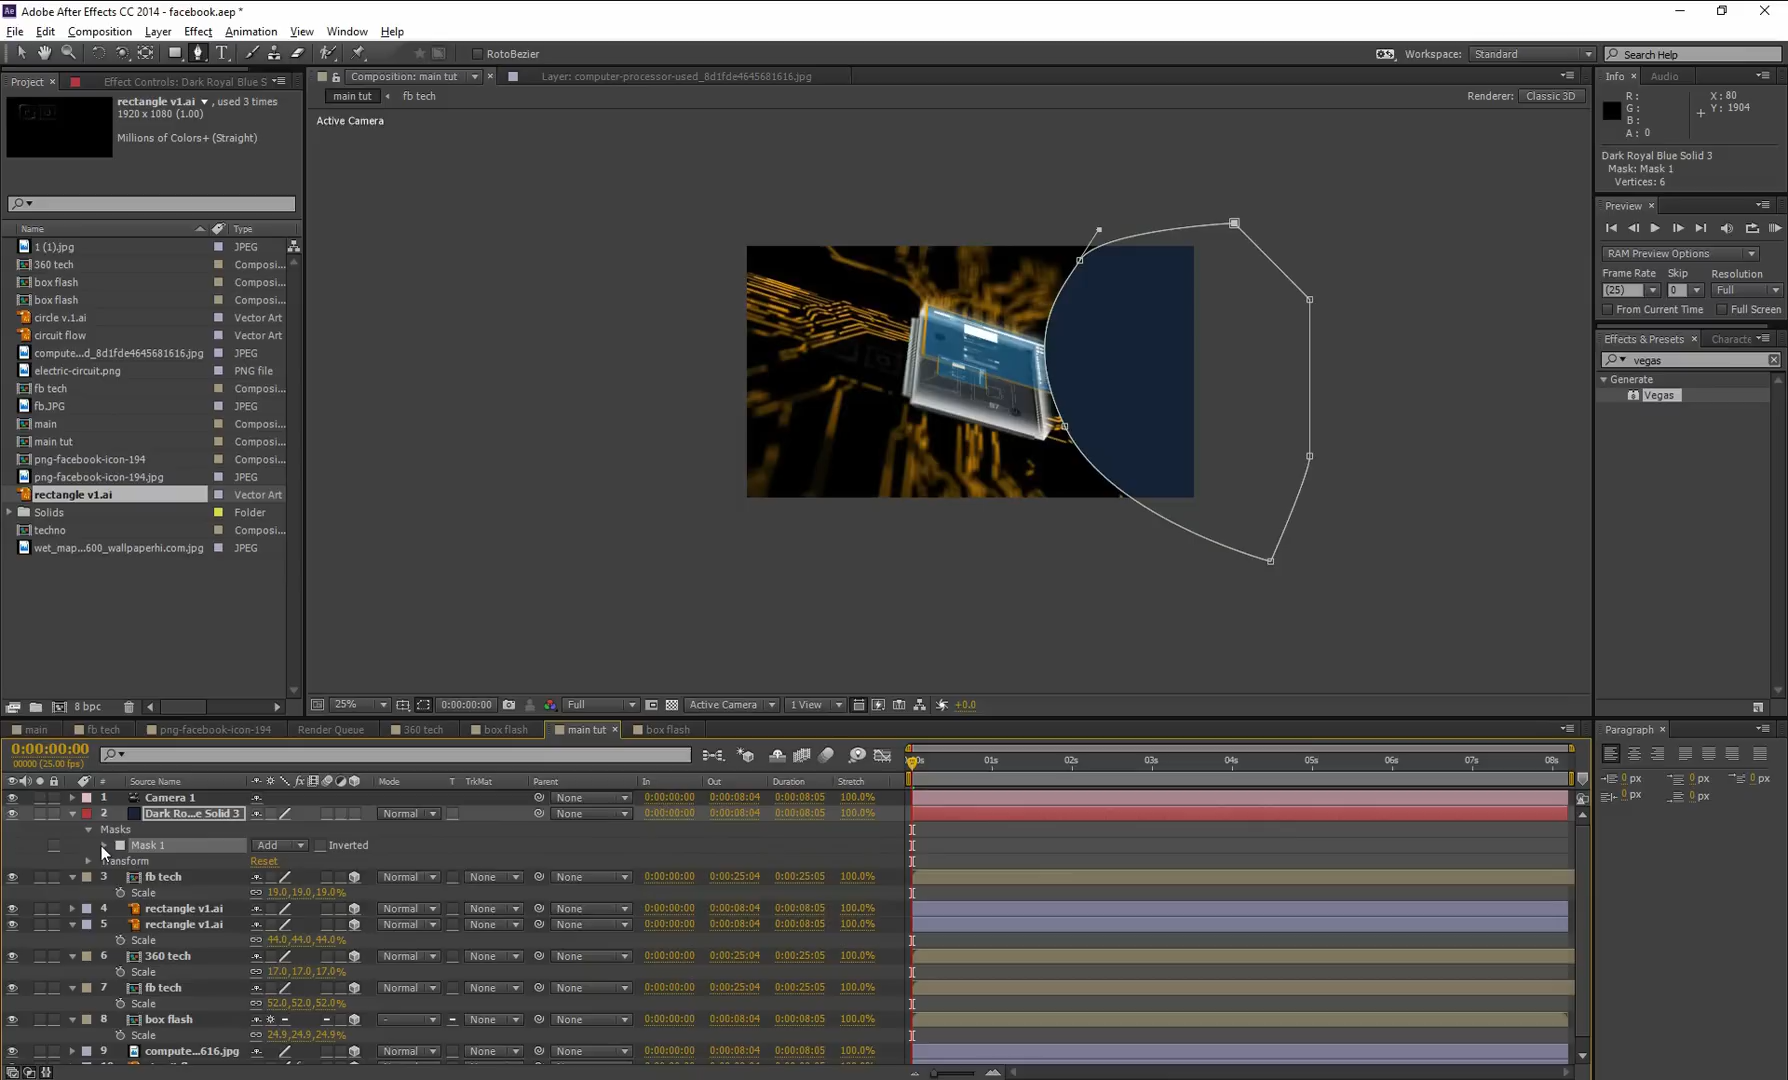 Adobe After Effects CC 2014 - facebook.aep *
File Edit Composition Layer Effect Animation View Window Help
RotoBezier
Workspace: Standard
Search Help
Project
Effect Controls: Dark Royal Blue S
Composition: main tut
Layer: computer-processor-used_8d1fde4645681616.jpg
Info Audio
rectangle v1.ai , used 3 times
1920 x 1080 (1.00)
Millions of Colors+ (Straight)
main tut
fb tech
Renderer: Classic 3D
Active Camera
R :
G :
B :
A : 0
X : 80
Y : 1904
Dark Royal Blue Solid 3
Mask: Mask 1
Vertices: 6
Preview
RAM Preview Options
Frame Rate Skip Resolution
(25) 0 Full
From Current Time Full Screen
Effects & Presets Characte
vegas
Generate
Vegas
Name Type
1 (1).jpg JPEG
360 tech Composi...
box flash Composi...
box flash Composi...
circle v.1.ai Vector Art
circuit flow Vector Art
compute...d_8d1fde4645681616.jpg JPEG
electric-circuit.png PNG file
fb tech Composi...
fb.JPG JPEG
main Composi...
main tut Composi...
png-facebook-icon-194 Composi...
png-facebook-icon-194.jpg JPEG
rectangle v1.ai Vector Art
Solids Folder
techno Composi...
wet_map...600_wallpaperhi.com.jpg JPEG
8 bpc
25% 0:00:00:00 Full Active Camera 1 View +0.0
main fb tech png-facebook-icon-194 Render Queue 360 tech box flash main tut box flash
0:00:00:00
00000 (25.00 fps)
# Source Name Mode T TrkMat Parent In Out Duration Stretch
01s 02s 03s 04s 05s 06s 07s 08s
1 Camera 1 None 0:00:00:00 0:00:08:04 0:00:08:05 100.0%
2 Dark Ro...e Solid 3 Normal None 0:00:00:00 0:00:08:04 0:00:08:05 100.0%
Masks
Mask 1 Add Inverted
Transform Reset
3 fb tech Normal None None 0:00:00:00 0:00:25:04 0:00:25:05 100.0%
Scale 19.0,19.0,19.0%
4 rectangle v1.ai Normal None None 0:00:00:00 0:00:08:04 0:00:08:05 100.0%
5 rectangle v1.ai Normal None None 0:00:00:00 0:00:08:04 0:00:08:05 100.0%
Scale 44.0,44.0,44.0%
6 360 tech Normal None None 0:00:00:00 0:00:25:04 0:00:25:05 100.0%
Scale 17.0,17.0,17.0%
7 fb tech Normal None None 0:00:00:00 0:00:25:04 0:00:25:05 100.0%
Scale 52.0,52.0,52.0%
8 box flash - None None 0:00:00:00 0:00:08:04 0:00:08:05 100.0%
Scale 24.9,24.9,24.9%
9 compute...616.jpg Normal None None 0:00:00:00 0:00:08:04 0:00:08:05 100.0%
Paragraph
0 px 0 px 0 px
0 px 0 px